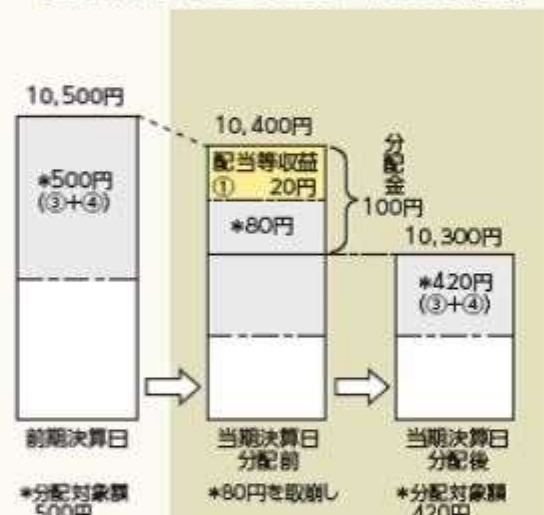 10,500円
10,400円
配当等収益
① 20円
分配金
100円
*500円
(③+④)
*80円
10,300円
*420円
(③+④)
前期決算日
当期決算日
分配前
当期決算日
分配後
*分配対象額
500円
*80円を取崩し
*分配対象額
420円